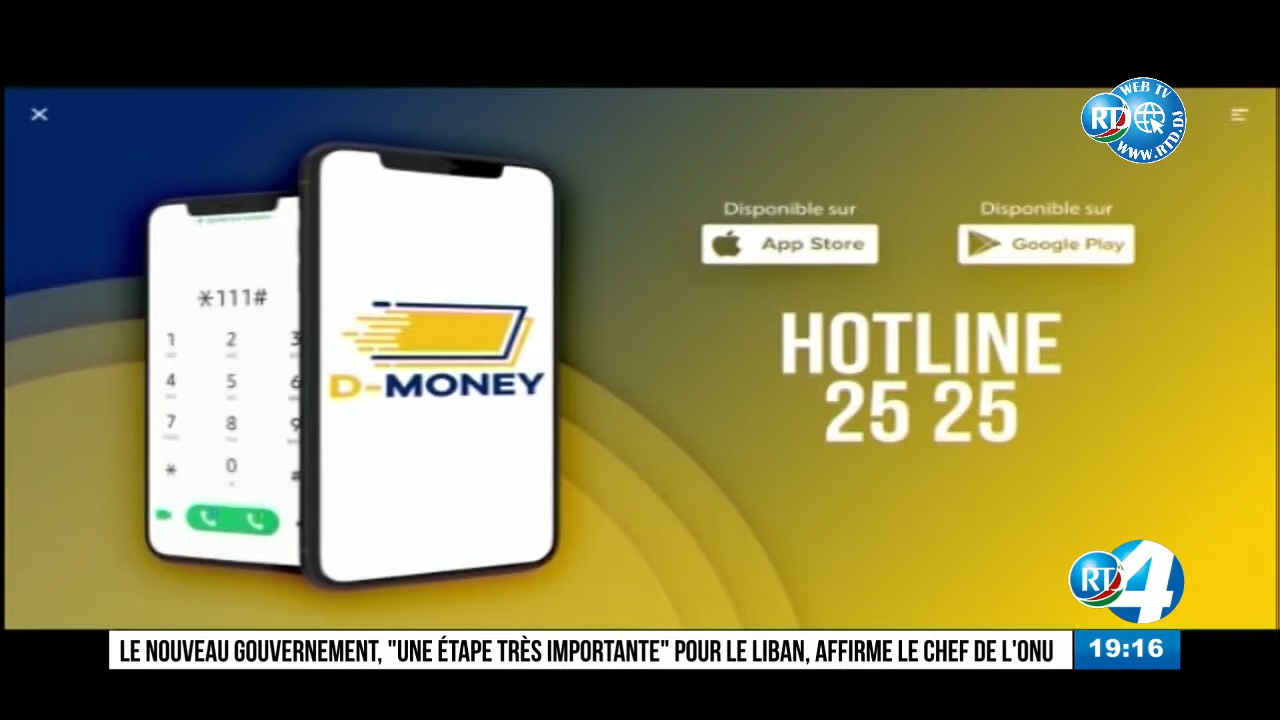 WEB TV
RTD
WWW.RTD.DJ
Disponible sur
App Store
Disponible sur
Google Play
*111#
1 2 3
4 5 6
7 8 9
* 0 #
D-MONEY
HOTLINE
25 25
RTD 4
LE NOUVEAU GOUVERNEMENT, "UNE ÉTAPE TRÈS IMPORTANTE" POUR LE LIBAN, AFFIRME LE CHEF DE L'ONU
19:16